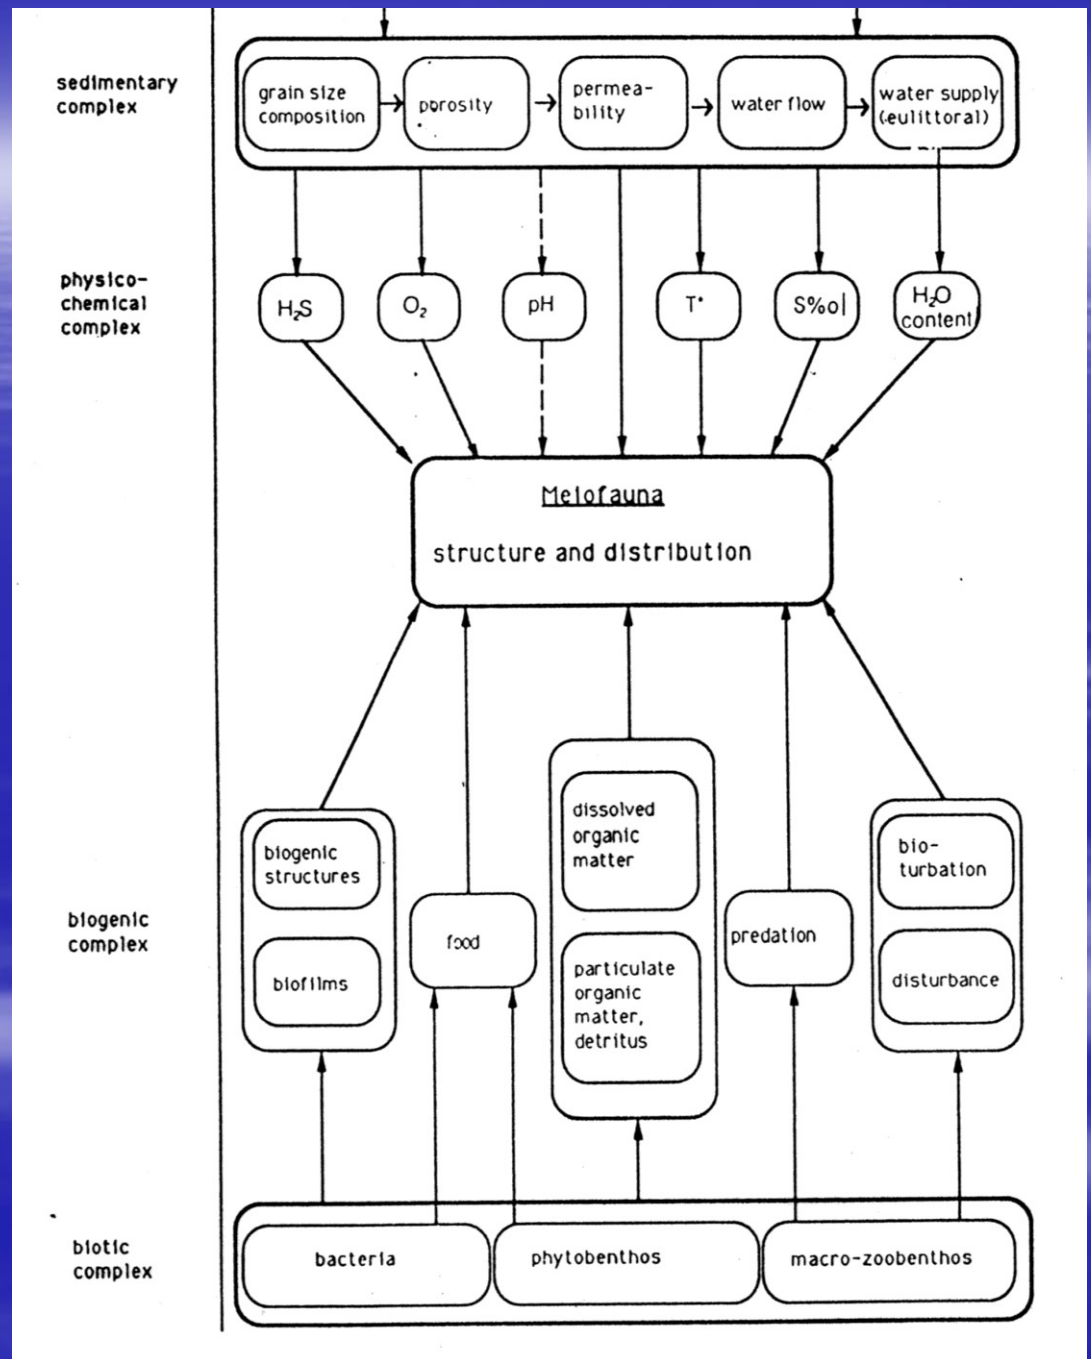 sedimentary
complex
grain size
composition
porosity
permea-
bility
water flow
water supply
(eulittoral)
physico-
chemical
complex
H₂S
O₂
pH
T°
S%o
H₂O
content
Meiofauna
structure and distribution
biogenic
complex
biogenic
structures
biofilms
food
dissolved
organic
matter
particulate
organic
matter,
detritus
predation
bio-
turbation
disturbance
biotic
complex
bacteria
phytobenthos
macro-zoobenthos